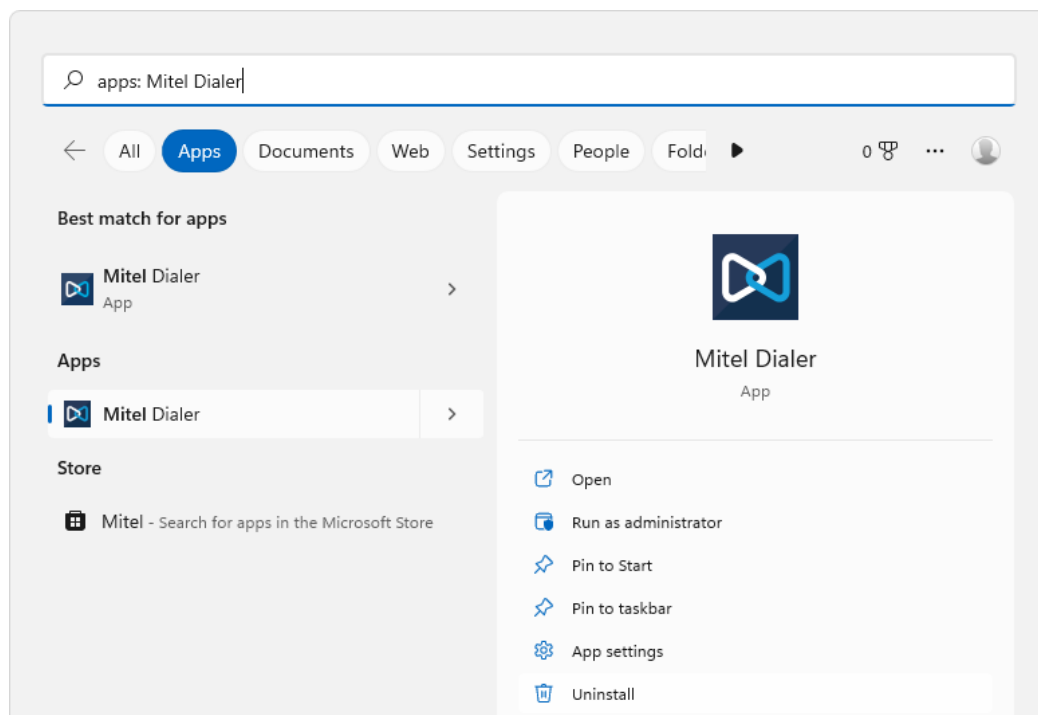 apps: Mitel Dialer
All Apps Documents Web Settings People Fold 0
Best match for apps
Mitel Dialer
App
Apps
Mitel Dialer
Store
Mitel - Search for apps in the Microsoft Store
Mitel Dialer
App
Open
Run as administrator
Pin to Start
Pin to taskbar
App settings
Uninstall